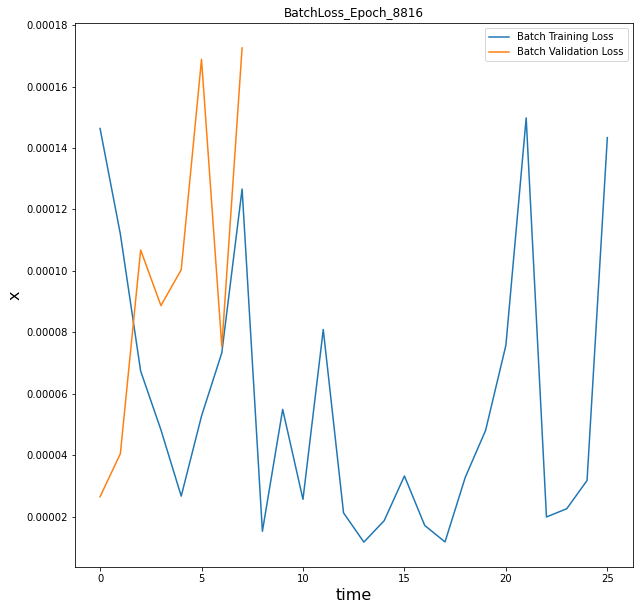 BatchLoss_Epoch_8816
Batch Training Loss
Batch Validation Loss
0.00018
0.00016
0.00014
0.00012
0.00010
0.00008
0.00006
0.00004
0.00002
x
0 5 10 15 20 25
time